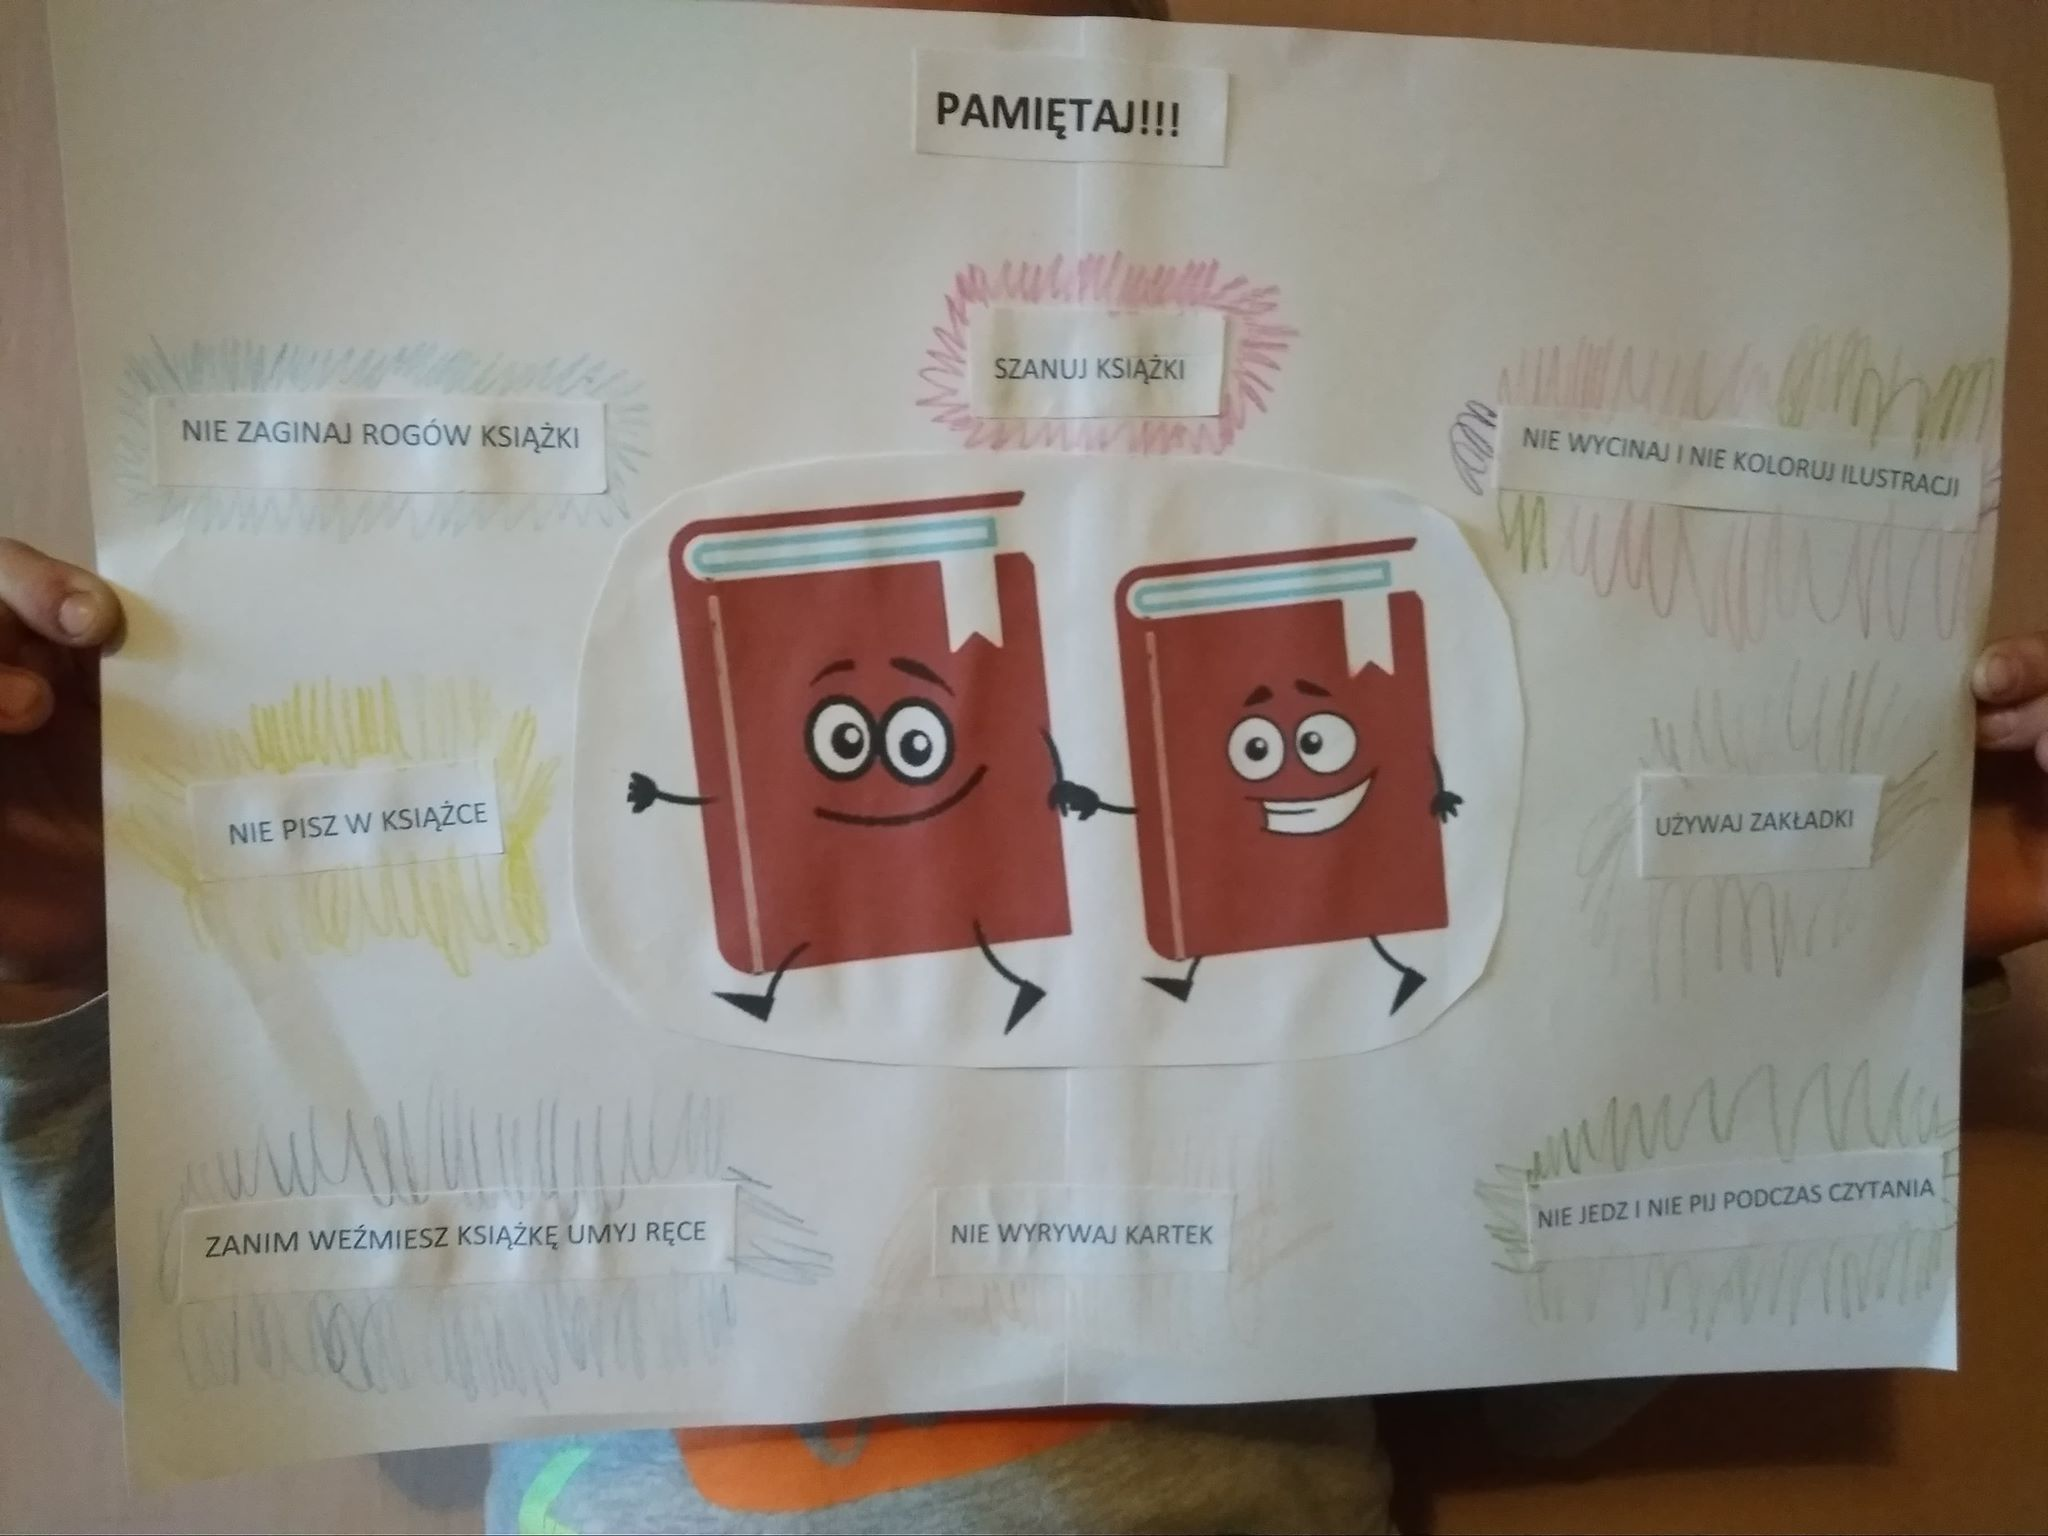 PAMIĘTAJ!!!
SZANUJ KSIĄŻKI
NIE ZAGINAJ ROGÓW KSIĄŻKI
NIE WYCINAJ I NIE KOLORUJ ILUSTRACJI
NIE PISZ W KSIĄŻCE
UŻYWAJ ZAKŁADKI
ZANIM WEŹMIESZ KSIĄŻKĘ UMYJ RĘCE
NIE WYRYWAJ KARTEK
NIE JEDZ I NIE PIJ PODCZAS CZYTANIA